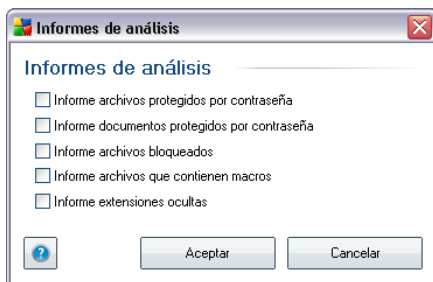 Informes de análisis
Informes de análisis
Informe archivos protegidos por contraseña
Informe documentos protegidos por contraseña
Informe archivos bloqueados
Informe archivos que contienen macros
Informe extensiones ocultas
?
Aceptar
Cancelar